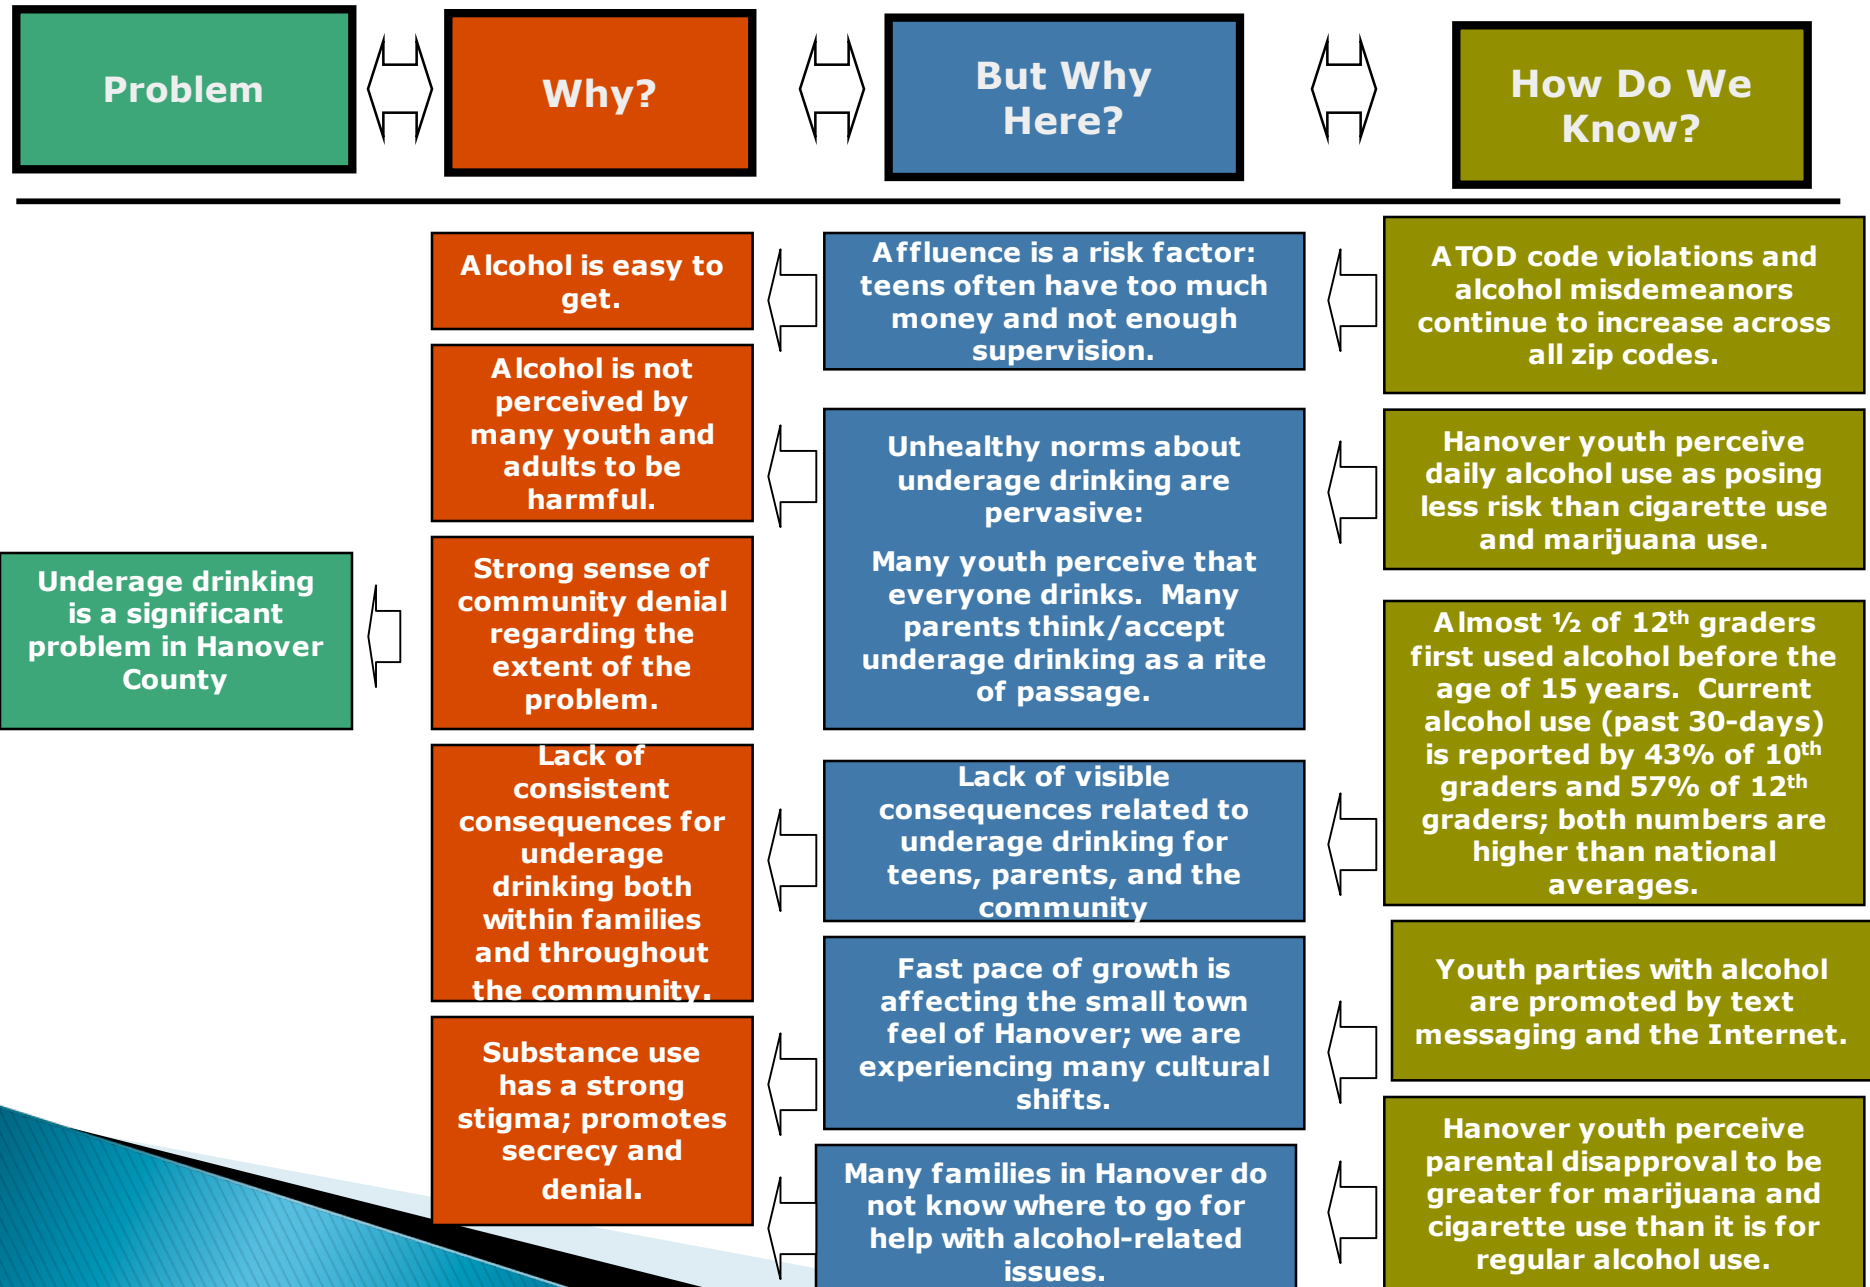 Problem
Why?
But Why
Here?
How Do We
Know?
Underage drinking
is a significant
problem in Hanover
County
Alcohol is easy to
get.
Alcohol is not
perceived by
many youth and
adults to be
harmful.
Strong sense of
community denial
regarding the
extent of the
problem.
Lack of
consistent
consequences for
underage
drinking both
within families
and throughout
the community.
Substance use
has a strong
stigma; promotes
secrecy and
denial.
Affluence is a risk factor:
teens often have too much
money and not enough
supervision.
Unhealthy norms about
underage drinking are
pervasive:
Many youth perceive that
everyone drinks. Many
parents think/accept
underage drinking as a rite
of passage.
Lack of visible
consequences related to
underage drinking for
teens, parents, and the
community
Fast pace of growth is
affecting the small town
feel of Hanover; we are
experiencing many cultural
shifts.
Many families in Hanover do
not know where to go for
help with alcohol-related
issues.
ATOD code violations and
alcohol misdemeanors
continue to increase across
all zip codes.
Hanover youth perceive
daily alcohol use as posing
less risk than cigarette use
and marijuana use.
Almost ½ of 12th graders
first used alcohol before the
age of 15 years. Current
alcohol use (past 30-days)
is reported by 43% of 10th
graders and 57% of 12th
graders; both numbers are
higher than national
averages.
Youth parties with alcohol
are promoted by text
messaging and the Internet.
Hanover youth perceive
parental disapproval to be
greater for marijuana and
cigarette use than it is for
regular alcohol use.